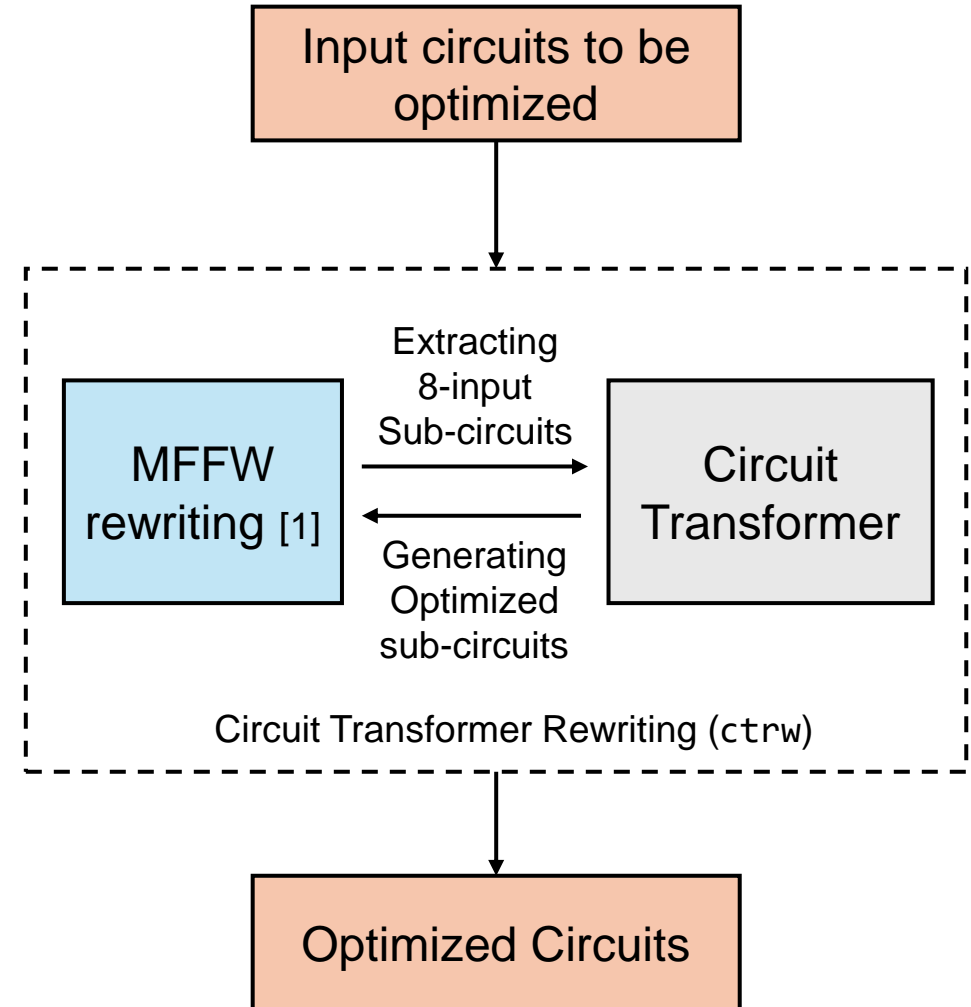 Input circuits to be
optimized
Extracting
8-input
Sub-circuits
MFFW
rewriting [1]
Circuit
Transformer
Generating
Optimized
sub-circuits
Circuit Transformer Rewriting (ctrw)
Optimized Circuits